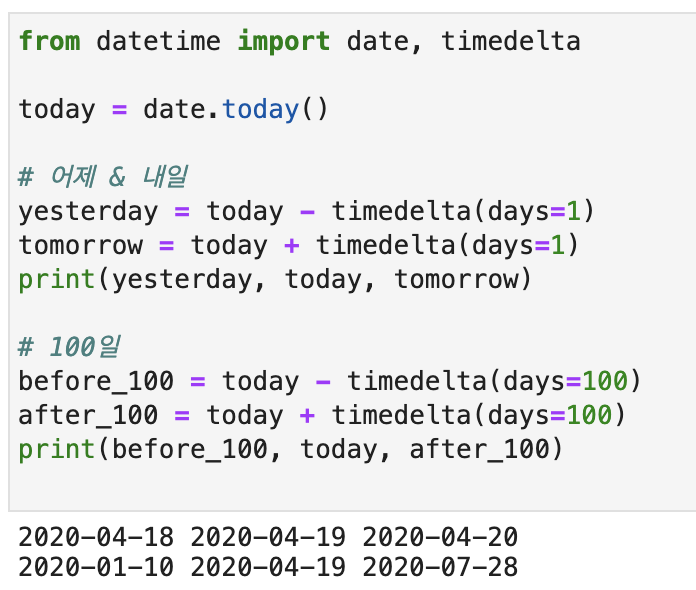 from datetime import date, timedelta
today = date.today()
# 어제 & 내일
yesterday = today - timedelta(days=1)
tomorrow = today + timedelta(days=1)
print(yesterday, today, tomorrow)
# 100일
before_100 = today - timedelta(days=100)
after_100 = today + timedelta(days=100)
print(before_100, today, after_100)
2020-04-18 2020-04-19 2020-04-20
2020-01-10 2020-04-19 2020-07-28